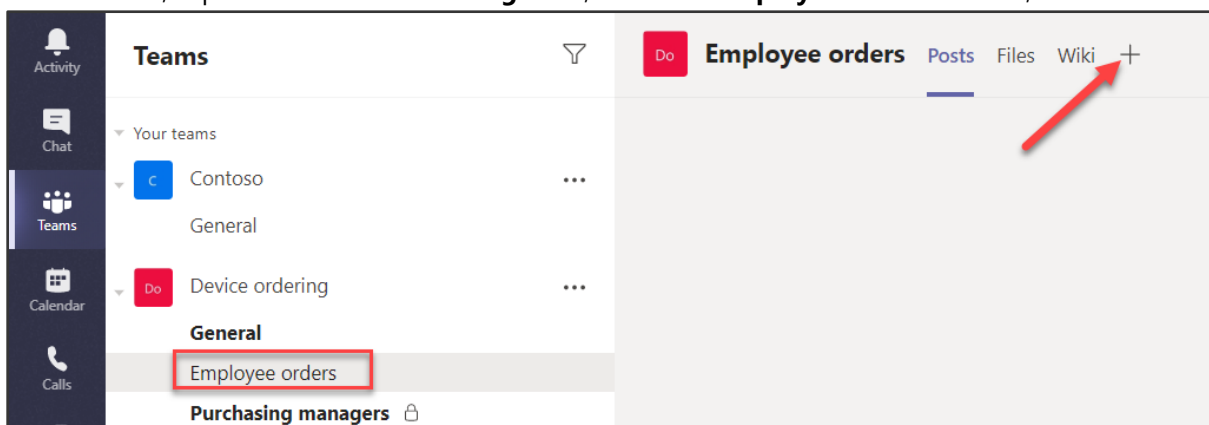 Activity
Chat
Teams
Calendar
Calls
Teams
Your teams
C Contoso
General
Do Device ordering
General
Employee orders
Purchasing managers
Do Employee orders Posts Files Wiki